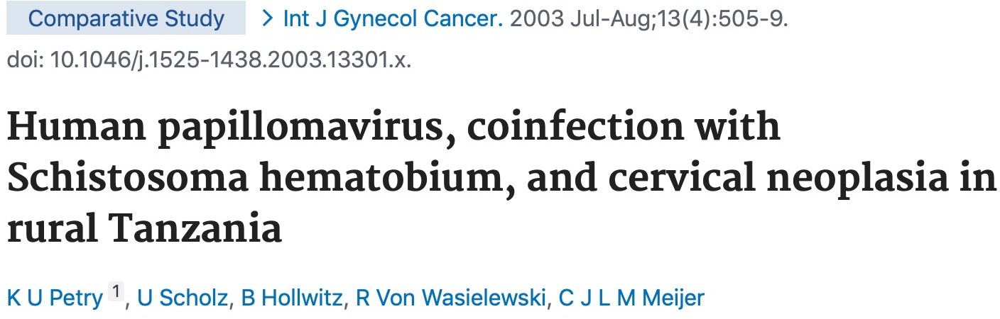 Comparative Study > Int J Gynecol Cancer. 2003 Jul-Aug;13(4):505-9.
doi: 10.1046/j.1525-1438.2003.13301.x.
Human papillomavirus, coinfection with
Schistosoma hematobium, and cervical neoplasia in
rural Tanzania
K U Petry 1, U Scholz, B Hollwitz, R Von Wasielewski, C J L M Meijer